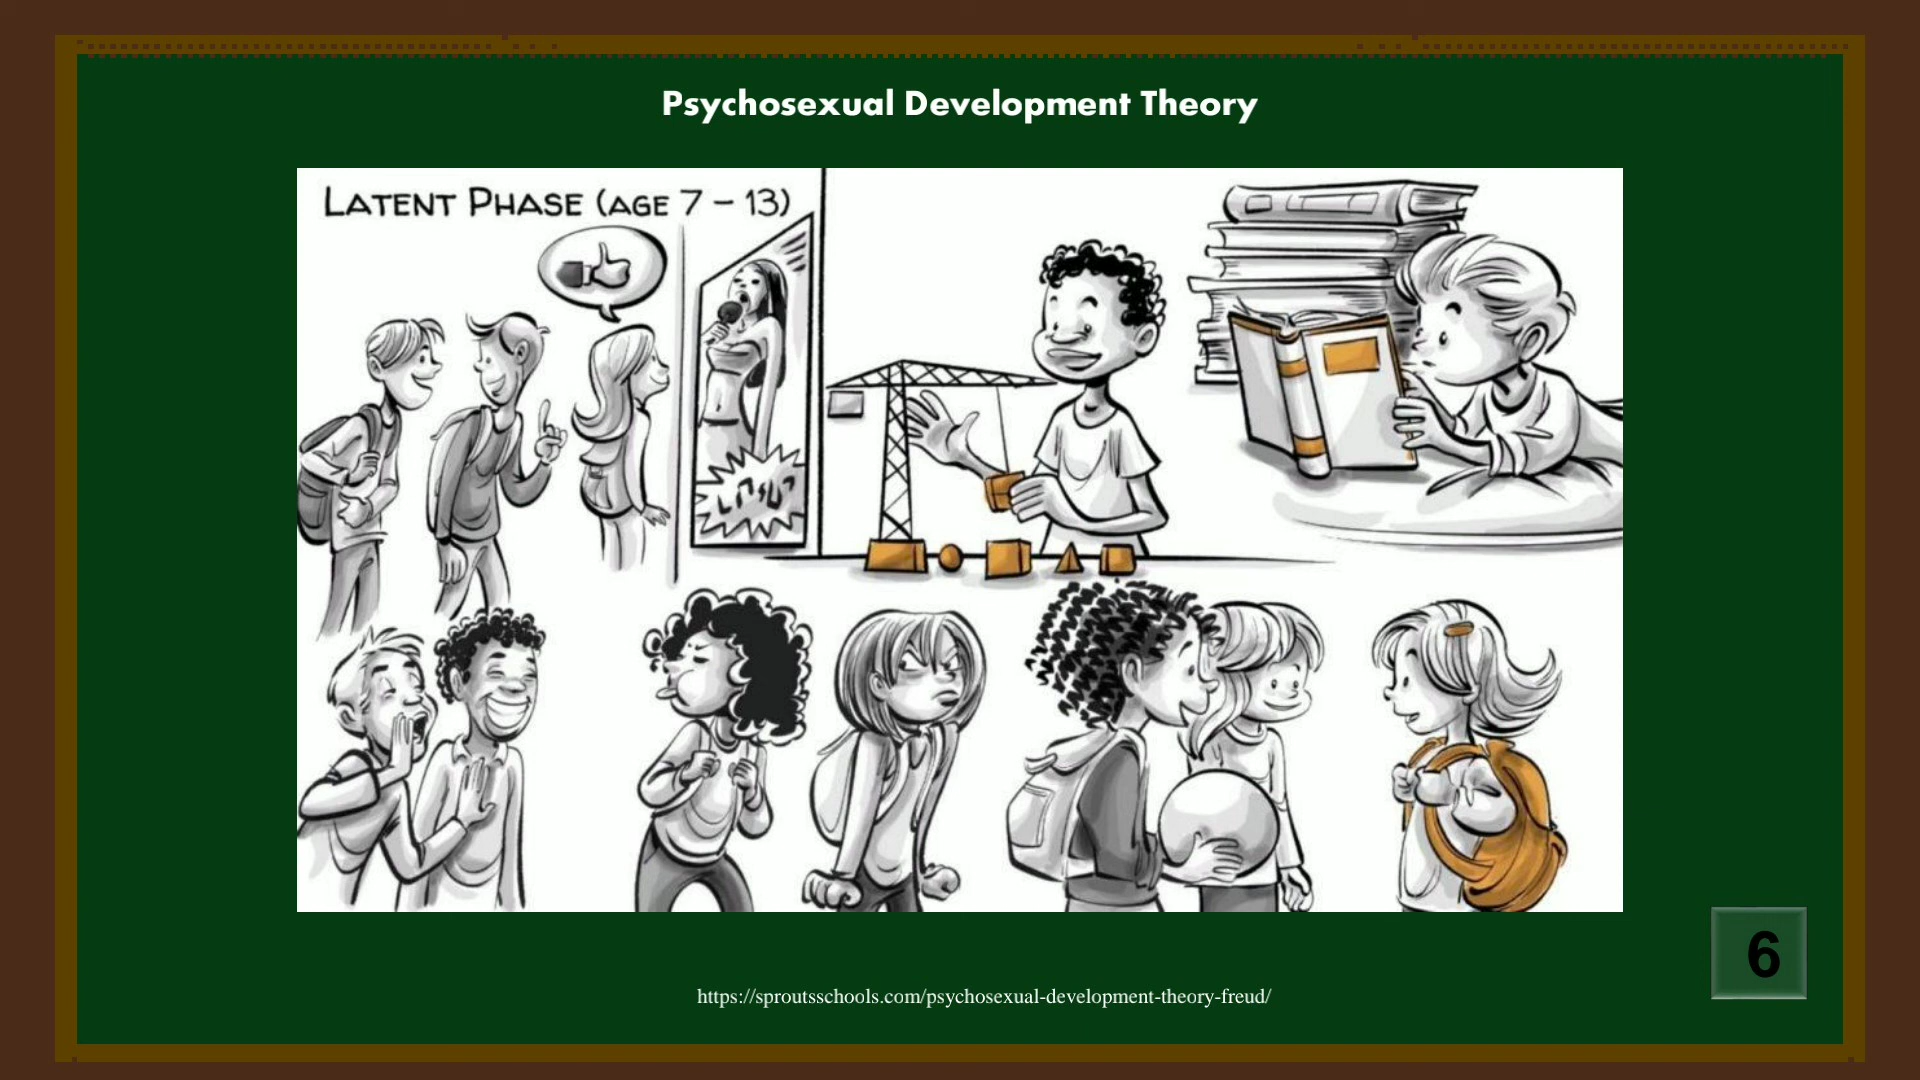 Psychosexual Development Theory
LATENT PHASE (AGE 7 – 13)
https://sproutsschools.com/psychosexual-development-theory-freud/
6